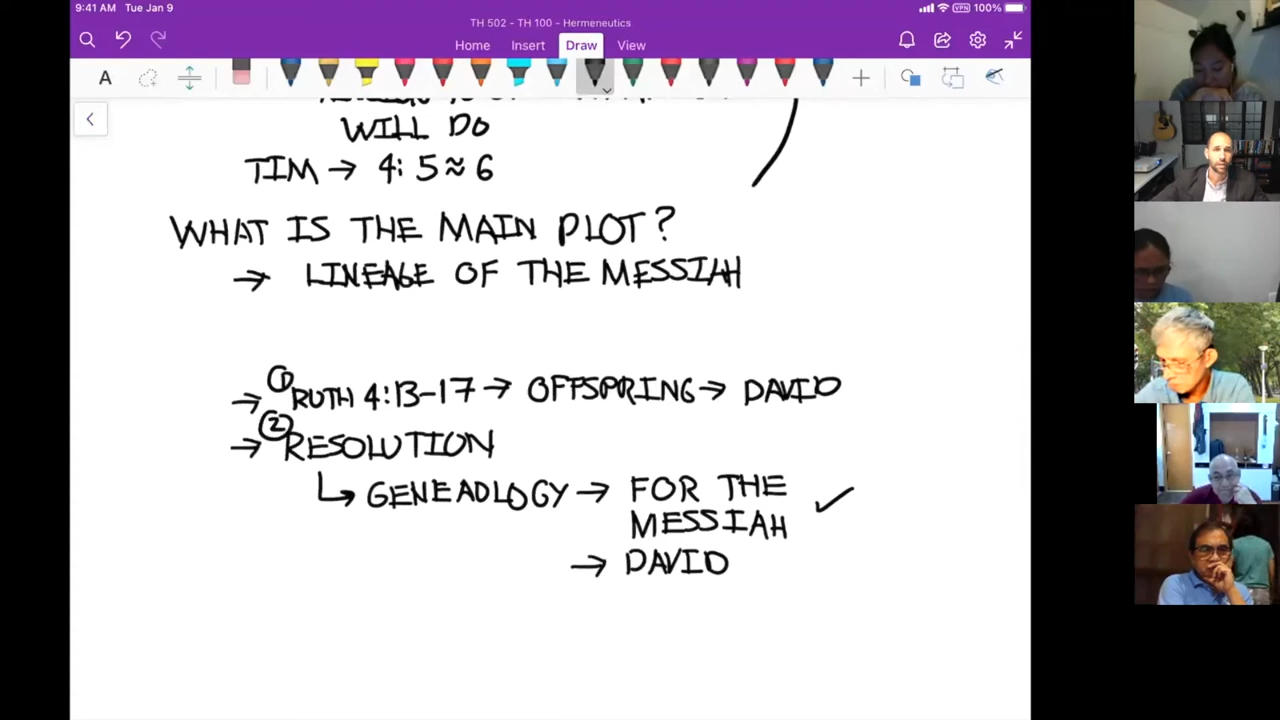 9:41 AM Tue Jan 9
VPN 100%
TH 502 - TH 100 - Hermeneutics
Home Insert Draw View
A
WILL DO
TIM → 4: 5 ≈ 6
WHAT IS THE MAIN PLOT?
→ LINEAGE OF THE MESSIAH
→ ① RUTH 4:13-17 → OFFSPRING → DAVID
→ ② RESOLUTION
↳ GENEADLOGY → FOR THE
MESSIAH ✓
→ DAVID